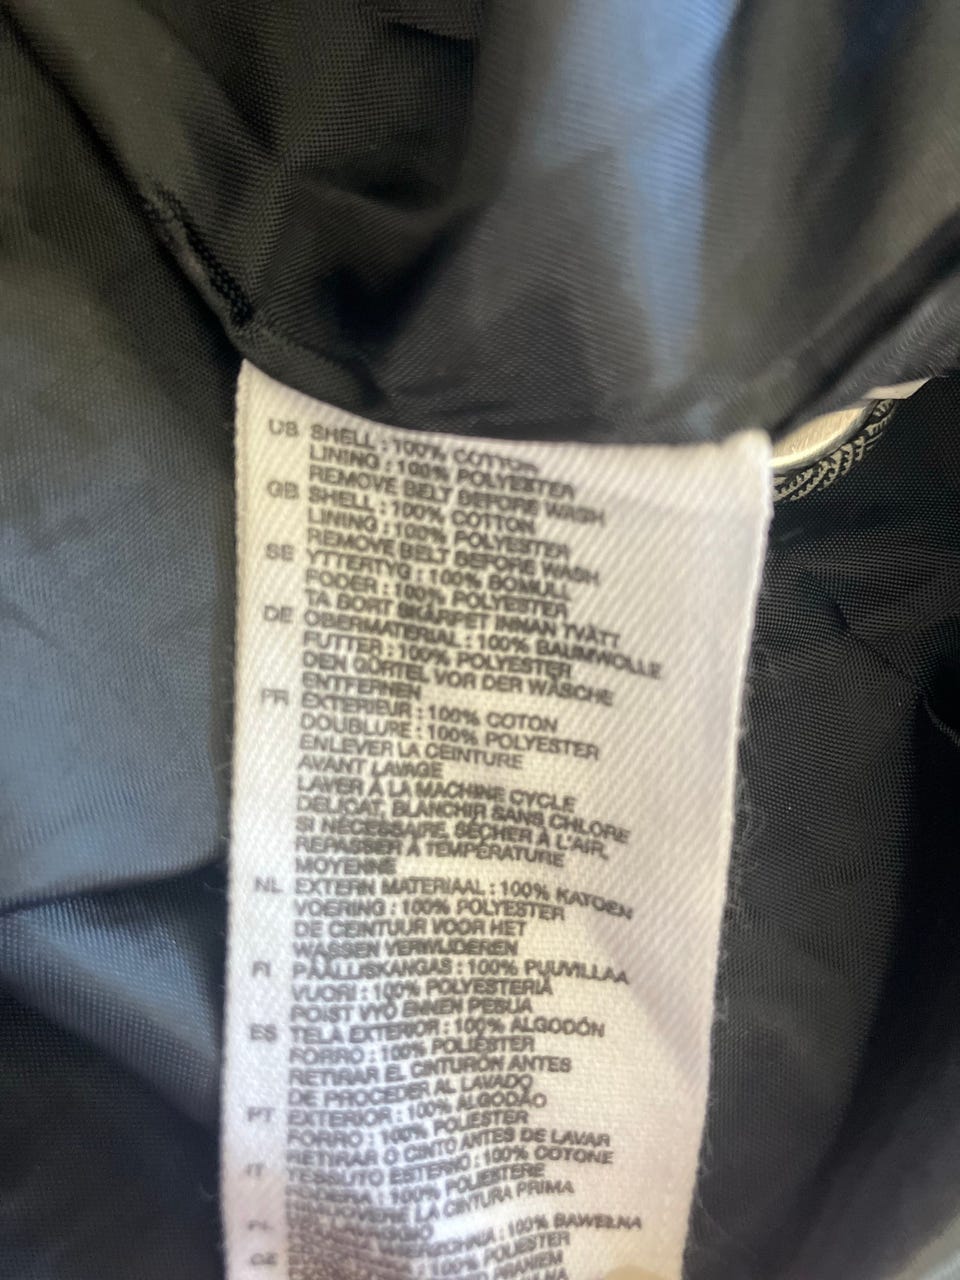 US SHELL : 100% COTTON
LINING : 100% POLYESTER
REMOVE BELT BEFORE WASH
GB SHELL : 100% COTTON
LINING : 100% POLYESTER
REMOVE BELT BEFORE WASH
SE YTTERTYG : 100% BOMULL
FODER : 100% POLYESTER
TA BORT SKÄRPET INNAN TVÄTT
DE OBERMATERIAL : 100% BAUMWOLLE
FUTTER : 100% POLYESTER
DEN GÜRTEL VOR DER WÄSCHE
ENTFERNEN
FR EXTERIEUR : 100% COTON
DOUBLURE : 100% POLYESTER
ENLEVER LA CEINTURE
AVANT LAVAGE
LAVER À LA MACHINE CYCLE
DELICAT, BLANCHIR SANS CHLORE
SI NÉCESSAIRE, SÉCHER À L'AIR,
REPASSER À TEMPÉRATURE
MOYENNE
NL EXTERN MATERIAAL : 100% KATOEN
VOERING : 100% POLYESTER
DE CEINTUUR VOOR HET
WASSEN VERWIJDEREN
FI PÄÄLLISKANGAS : 100% PUUVILLAA
VUORI : 100% POLYESTERIÄ
POIST VYÖ ENNEN PESUA
ES TELA EXTERIOR : 100% ALGODÓN
FORRO : 100% POLIÉSTER
RETIRAR EL CINTURÓN ANTES
DE PROCEDER AL LAVADO
PT EXTERIOR : 100% ALGODÃO
FORRO : 100% POLIÉSTER
RETIRAR O CINTO ANTES DE LAVAR
IT TESSUTO ESTERNO : 100% COTONE
FODERA : 100% POLIESTERE
RIMUOVERE LA CINTURA PRIMA
: 100% BAWEŁNA
100% POLIESTER
PRANIEM
CZ